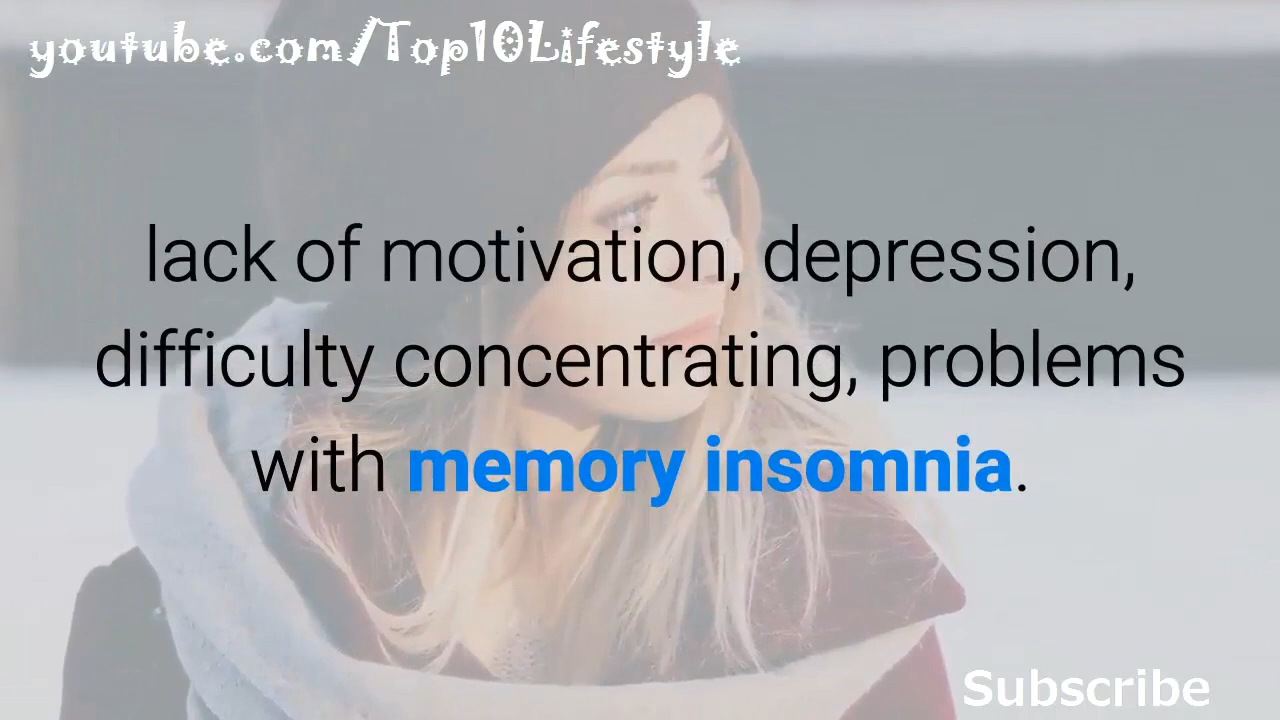 youtube.com/Top10Lifestyle
lack of motivation, depression,
difficulty concentrating, problems
with memory insomnia.
Subscribe